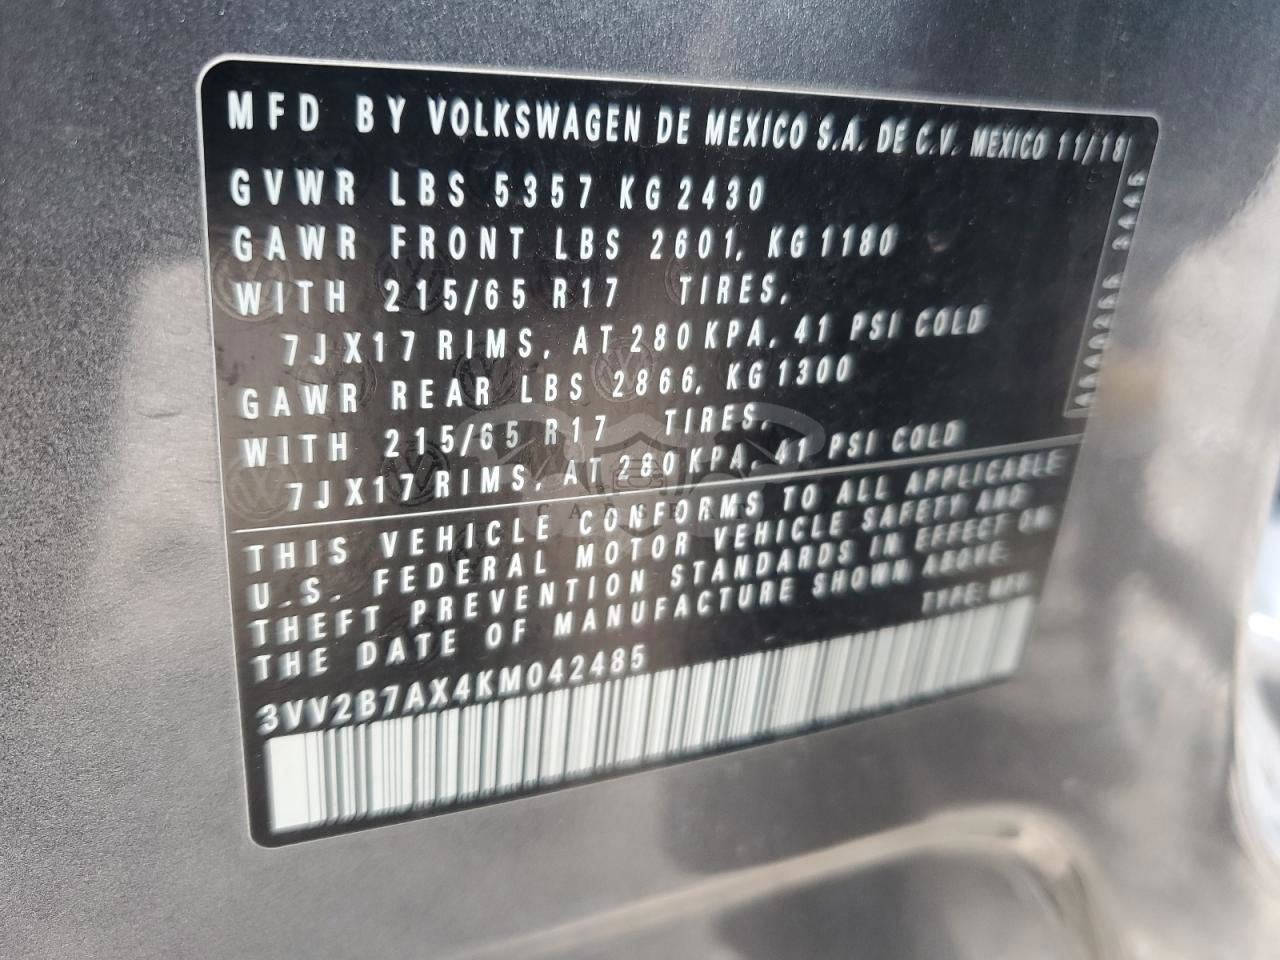 MFD BY VOLKSWAGEN DE MEXICO S.A. DE C.V. MEXICO 11/18
GVWR LBS 5357 KG 2430
GAWR FRONT LBS 2601, KG 1180
WITH 215/65 R17 TIRES,
7JX17 RIMS, AT 280 KPA, 41 PSI COLD
GAWR REAR LBS 2866, KG 1300
WITH 215/65 R17 TIRES,
7JX17 RIMS, AT 280 KPA, 41 PSI COLD
THIS VEHICLE CONFORMS TO ALL APPLICABLE
U.S. FEDERAL MOTOR VEHICLE SAFETY AND
THEFT PREVENTION STANDARDS IN EFFECT ON
THE DATE OF MANUFACTURE SHOWN ABOVE.
TYPE: MPV
3VV2B7AX4KM042485